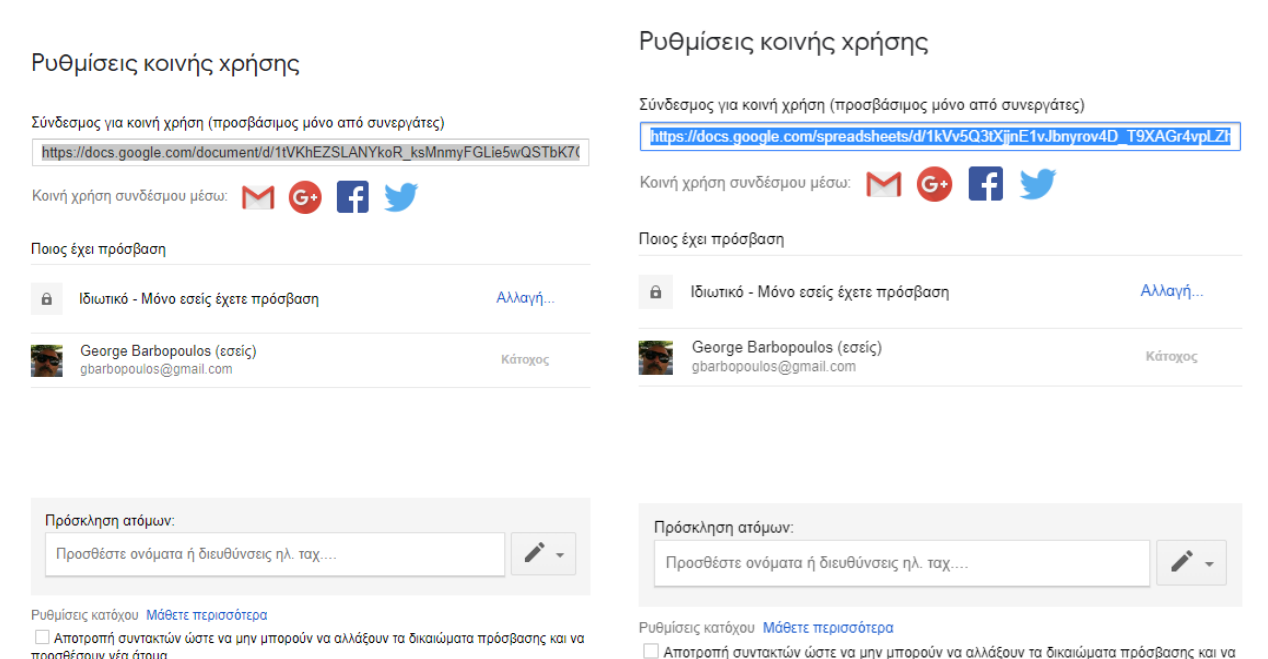 Ρυθμίσεις κοινής χρήσης
Σύνδεσμος για κοινή χρήση (προσβάσιμος μόνο από συνεργάτες)
https://docs.google.com/document/d/1tVKhEZSLANYkoR_ksMnmyFGLie5wQSTbK7
Κοινή χρήση συνδέσμου μέσω:
G+
Ποιος έχει πρόσβαση
Ιδιωτικό - Μόνο εσείς έχετε πρόσβαση Αλλαγή...
George Barbopoulos (εσείς)
gbarbopoulos@gmail.com
Κάτοχος
Πρόσκληση ατόμων:
Προσθέστε ονόματα ή διευθύνσεις ηλ. ταχ....
Ρυθμίσεις κατόχου Μάθετε περισσότερα
Αποτροπή συντακτών ώστε να μην μπορούν να αλλάξουν τα δικαιώματα πρόσβασης και να
προσθέσουν νέα άτομα
Ρυθμίσεις κοινής χρήσης
Σύνδεσμος για κοινή χρήση (προσβάσιμος μόνο από συνεργάτες)
https://docs.google.com/spreadsheets/d/1kVv5Q3tXjjnE1vJbnyrov4D_T9XAGr4vpLZh
Κοινή χρήση συνδέσμου μέσω:
G+
Ποιος έχει πρόσβαση
Ιδιωτικό - Μόνο εσείς έχετε πρόσβαση Αλλαγή...
George Barbopoulos (εσείς)
gbarbopoulos@gmail.com
Κάτοχος
Πρόσκληση ατόμων:
Προσθέστε ονόματα ή διευθύνσεις ηλ. ταχ....
Ρυθμίσεις κατόχου Μάθετε περισσότερα
Αποτροπή συντακτών ώστε να μην μπορούν να αλλάξουν τα δικαιώματα πρόσβασης και να